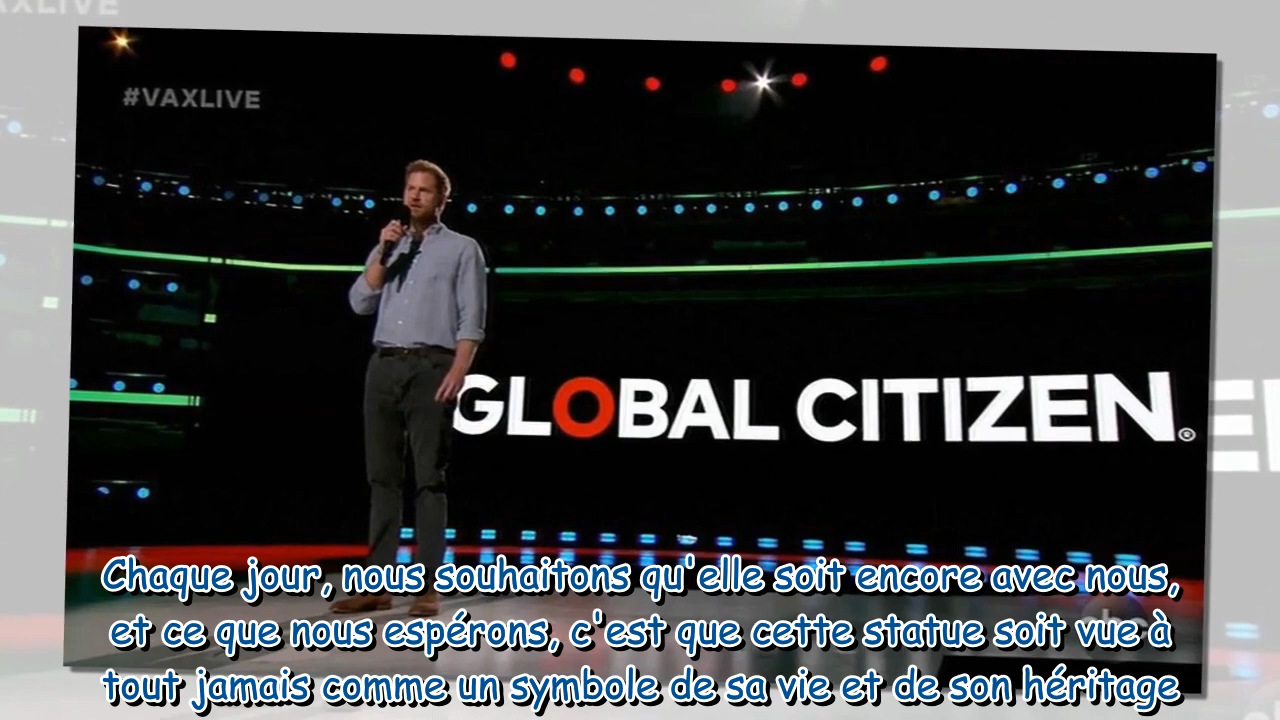 AXLIVE
#VAXLIVE
GLOBAL CITIZEN®
Chaque jour, nous souhaitons qu'elle soit encore avec nous,
et ce que nous espérons, c'est que cette statue soit vue à
tout jamais comme un symbole de sa vie et de son héritage